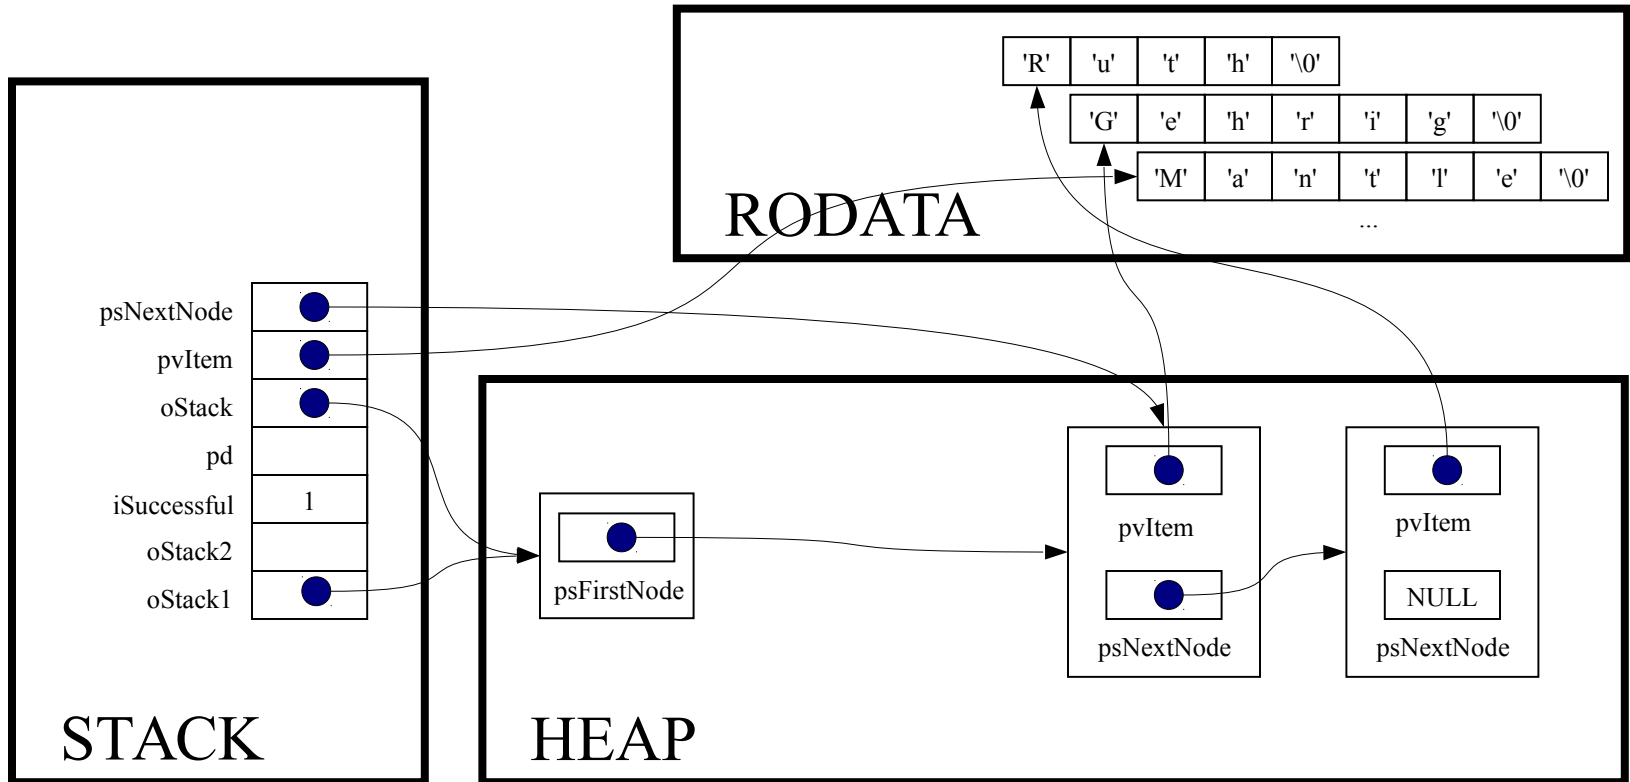 'R' 'u' 't' 'h' '\0'
'G' 'e' 'h' 'r' 'i' 'g' '\0'
'M' 'a' 'n' 't' 'l' 'e' '\0'
...
RODATA
psNextNode
pvItem
oStack
pd
iSuccessful 1
oStack2
oStack1
STACK
psFirstNode
pvItem
psNextNode
pvItem
NULL
psNextNode
HEAP